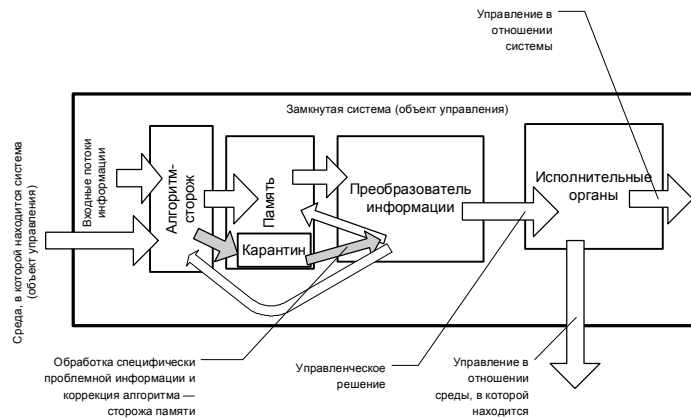 Управление в
отношении
системы
Замкнутая система (объект управления)
Среда, в которой находится система
(объект управления)
Входные потоки
информации
Алгоритм-
сторож
Память
Карантин
Преобразователь
информации
Исполнительные
органы
Обработка специфически
проблемной информации и
коррекция алгоритма —
сторожа памяти
Управленческое
решение
Управление в
отношении
среды, в которой
находится